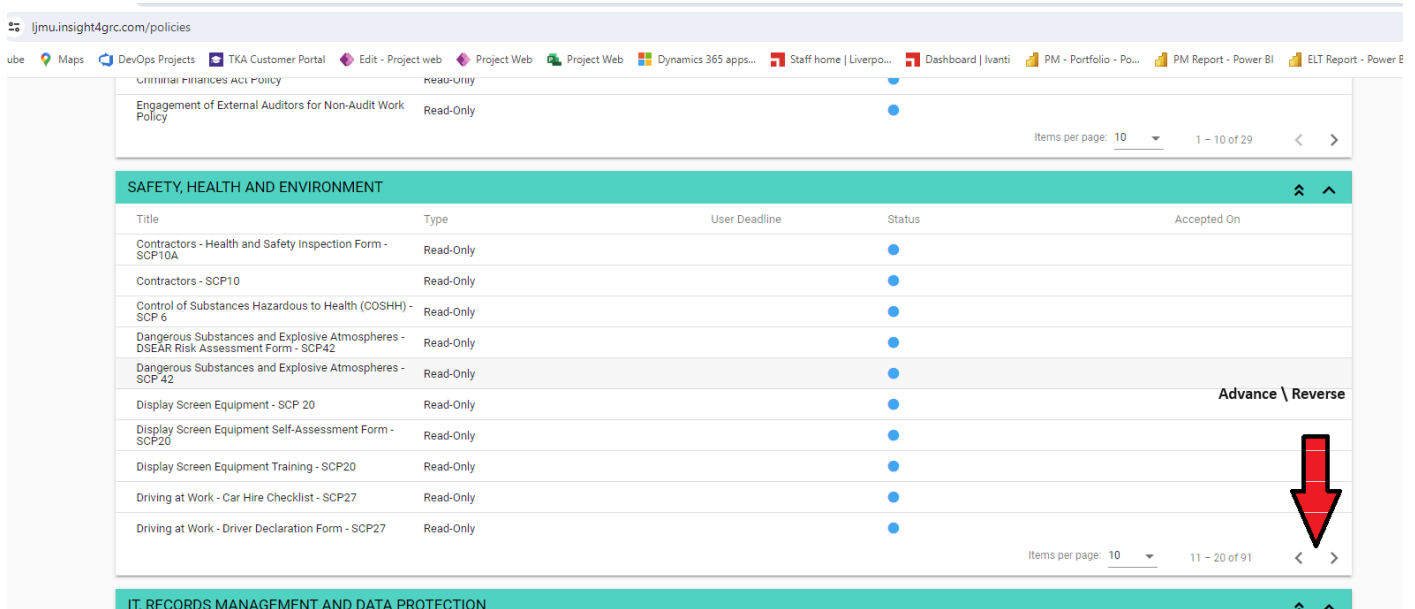 ljmu.insight4grc.com/policies
ube Maps DevOps Projects TKA Customer Portal Edit - Project web Project Web Project Web Dynamics 365 apps... Staff home | Liverpo... Dashboard | Ivanti PM - Portfolio - Po... PM Report - Power BI ELT Report - Power B
Criminal Finances Act Policy Read-Only
Engagement of External Auditors for Non-Audit Work
Policy Read-Only
Items per page: 10 1 – 10 of 29
SAFETY, HEALTH AND ENVIRONMENT
Title Type User Deadline Status Accepted On
Contractors - Health and Safety Inspection Form -
SCP10A Read-Only
Contractors - SCP10 Read-Only
Control of Substances Hazardous to Health (COSHH) -
SCP 6 Read-Only
Dangerous Substances and Explosive Atmospheres -
DSEAR Risk Assessment Form - SCP42 Read-Only
Dangerous Substances and Explosive Atmospheres -
SCP 42 Read-Only
Advance \ Reverse
Display Screen Equipment - SCP 20 Read-Only
Display Screen Equipment Self-Assessment Form -
SCP20 Read-Only
Display Screen Equipment Training - SCP20 Read-Only
Driving at Work - Car Hire Checklist - SCP27 Read-Only
Driving at Work - Driver Declaration Form - SCP27 Read-Only
Items per page: 10 11 – 20 of 91
IT, RECORDS MANAGEMENT AND DATA PROTECTION